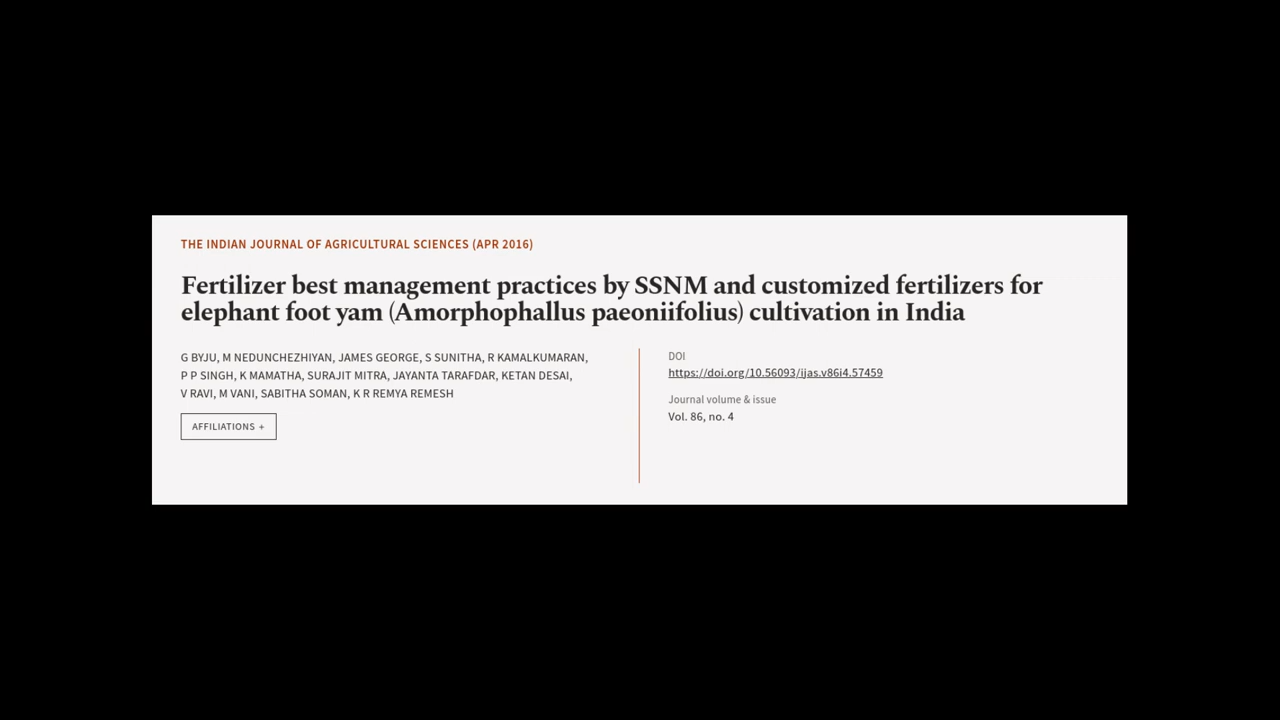 THE INDIAN JOURNAL OF AGRICULTURAL SCIENCES (APR 2016)
Fertilizer best management practices by SSNM and customized fertilizers for
elephant foot yam (Amorphophallus paeoniifolius) cultivation in India
G BYJU, M NEDUNCHEZHIYAN, JAMES GEORGE, S SUNITHA, R KAMALKUMARAN,
P P SINGH, K MAMATHA, SURAJIT MITRA, JAYANTA TARAFDAR, KETAN DESAI,
V RAVI, M VANI, SABITHA SOMAN, K R REMYA REMESH
AFFILIATIONS +
DOI
https://doi.org/10.56093/ijas.v86i4.57459
Journal volume & issue
Vol. 86, no. 4